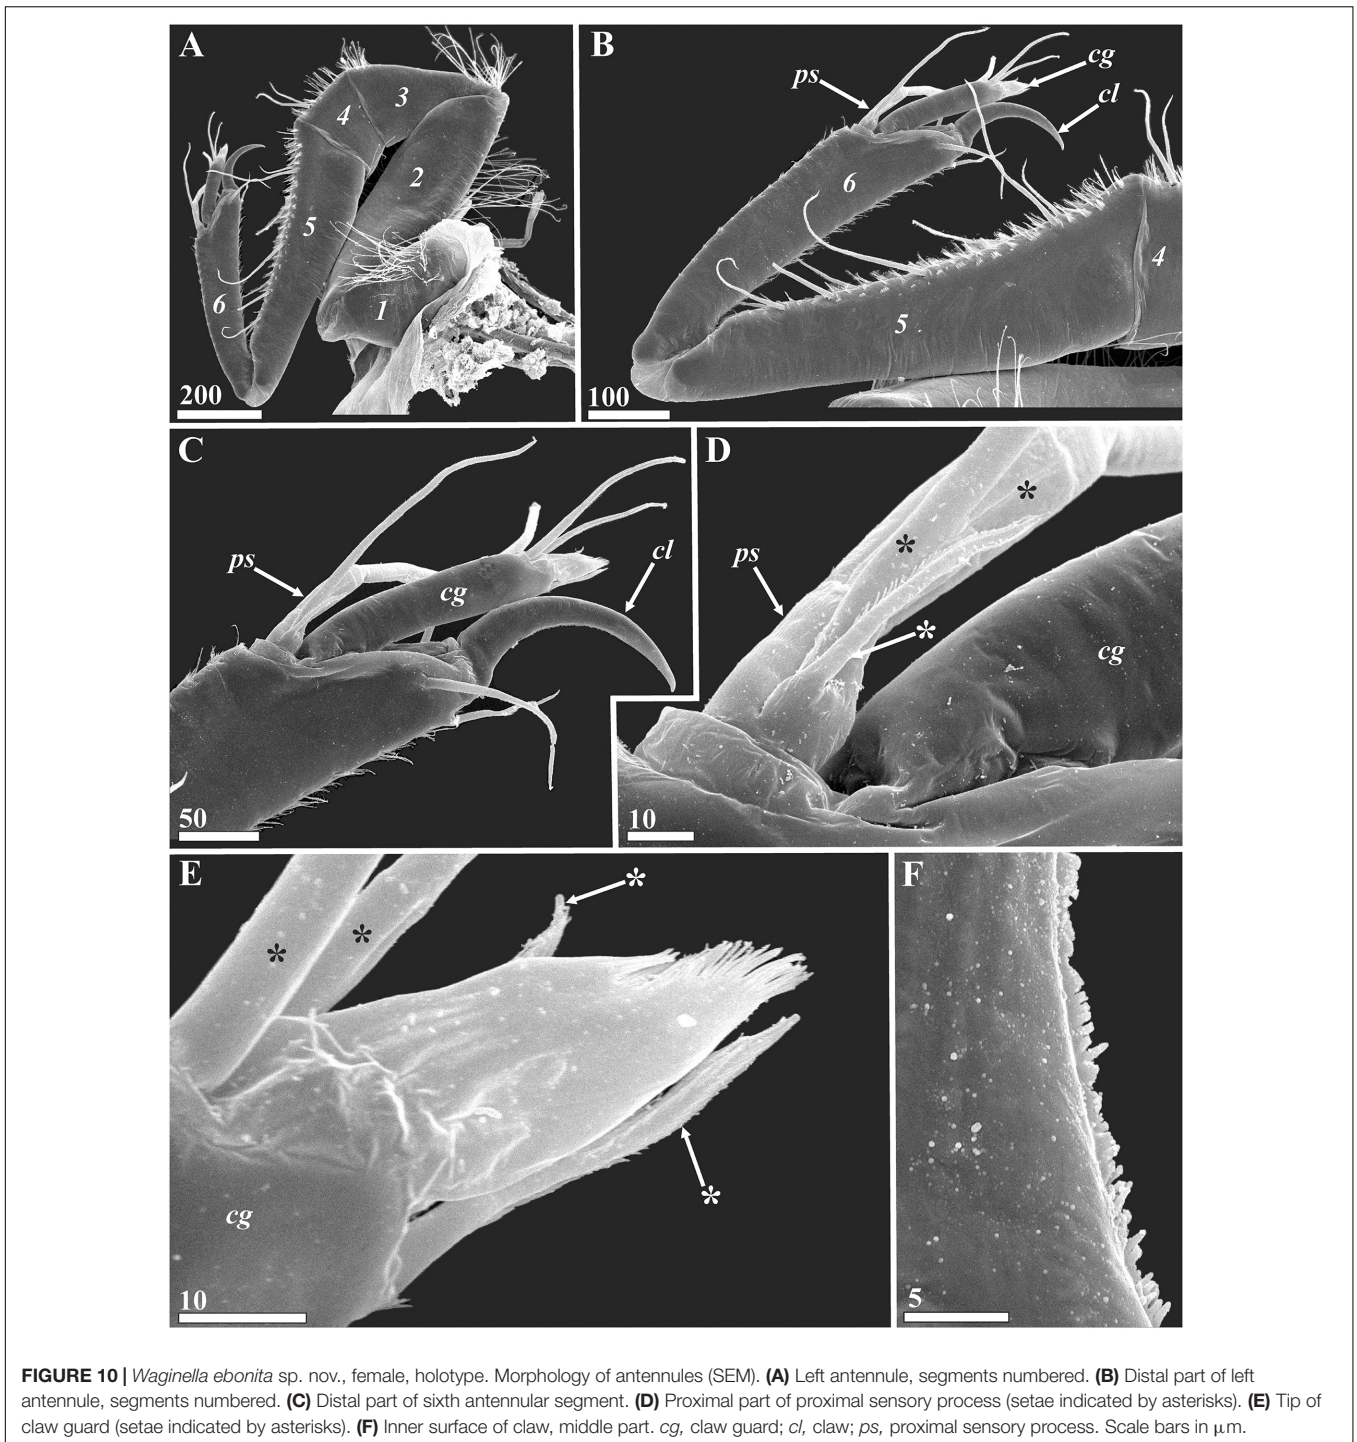 A
3
4
2
5
6
1
200
B
ps
cg
cl
6
5
4
100
C
ps
cg
cl
50
D
*
*
ps
*
cg
10
E
*
*
*
*
cg
10
F
5
FIGURE 10 | Waginella ebonita sp. nov., female, holotype. Morphology of antennules (SEM). (A) Left antennule, segments numbered. (B) Distal part of left
antennule, segments numbered. (C) Distal part of sixth antennular segment. (D) Proximal part of proximal sensory process (setae indicated by asterisks). (E) Tip of
claw guard (setae indicated by asterisks). (F) Inner surface of claw, middle part. cg, claw guard; cl, claw; ps, proximal sensory process. Scale bars in μm.